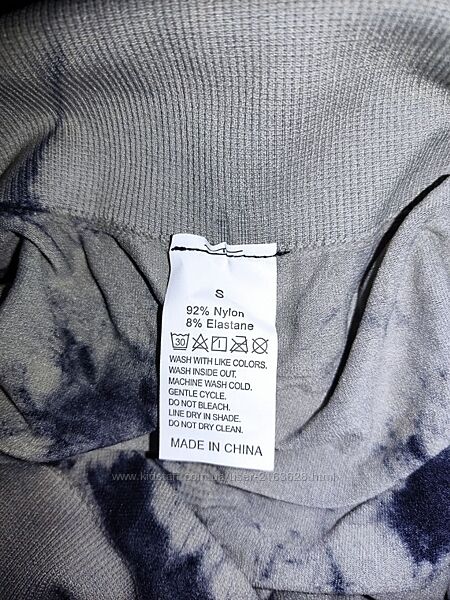 S
92% Nylon
8% Elastane
30
WASH WITH LIKE COLORS.
WASH INSIDE OUT.
MACHINE WASH COLD.
GENTLE CYCLE.
DO NOT BLEACH.
LINE DRY IN SHADE.
DO NOT DRY CLEAN.
MADE IN CHINA